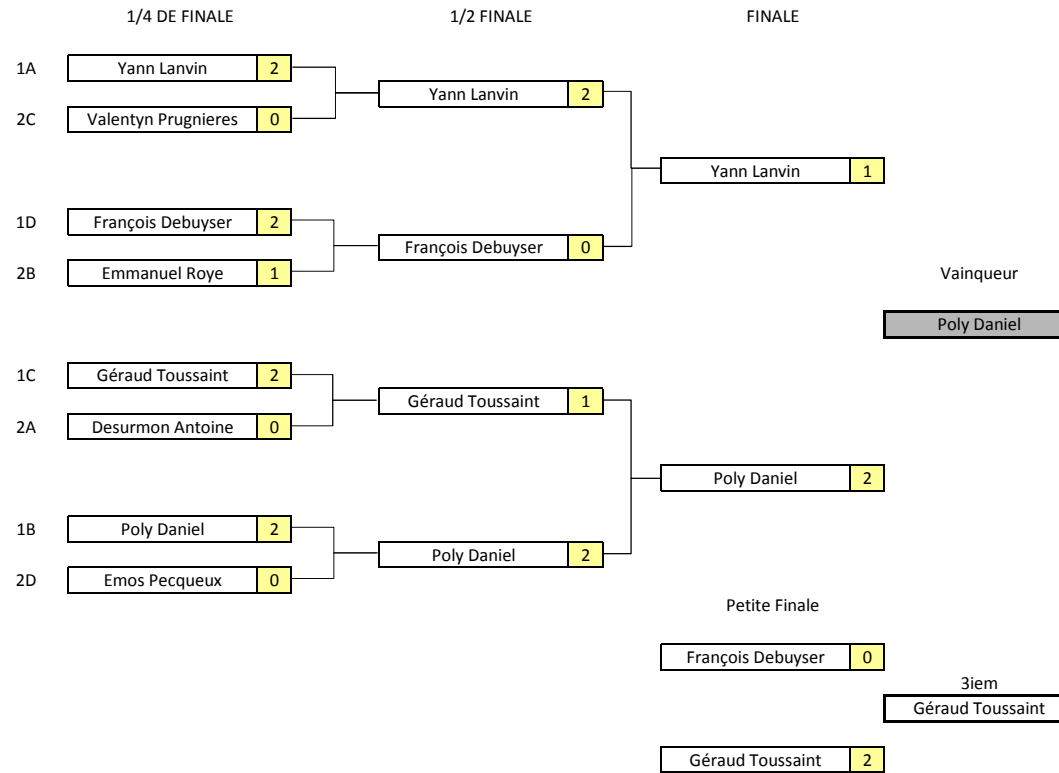 1/4 DE FINALE 1/2 FINALE FINALE
1A Yann Lanvin 2
Yann Lanvin 2
2C Valentyn Prugnieres 0
Yann Lanvin 1
1D François Debuyser 2
François Debuyser 0
2B Emmanuel Roye 1
Vainqueur
Poly Daniel
1C Géraud Toussaint 2
Géraud Toussaint 1
2A Desurmon Antoine 0
Poly Daniel 2
1B Poly Daniel 2
Poly Daniel 2
2D Emos Pecqueux 0
Petite Finale
François Debuyser 0
3iem
Géraud Toussaint
Géraud Toussaint 2